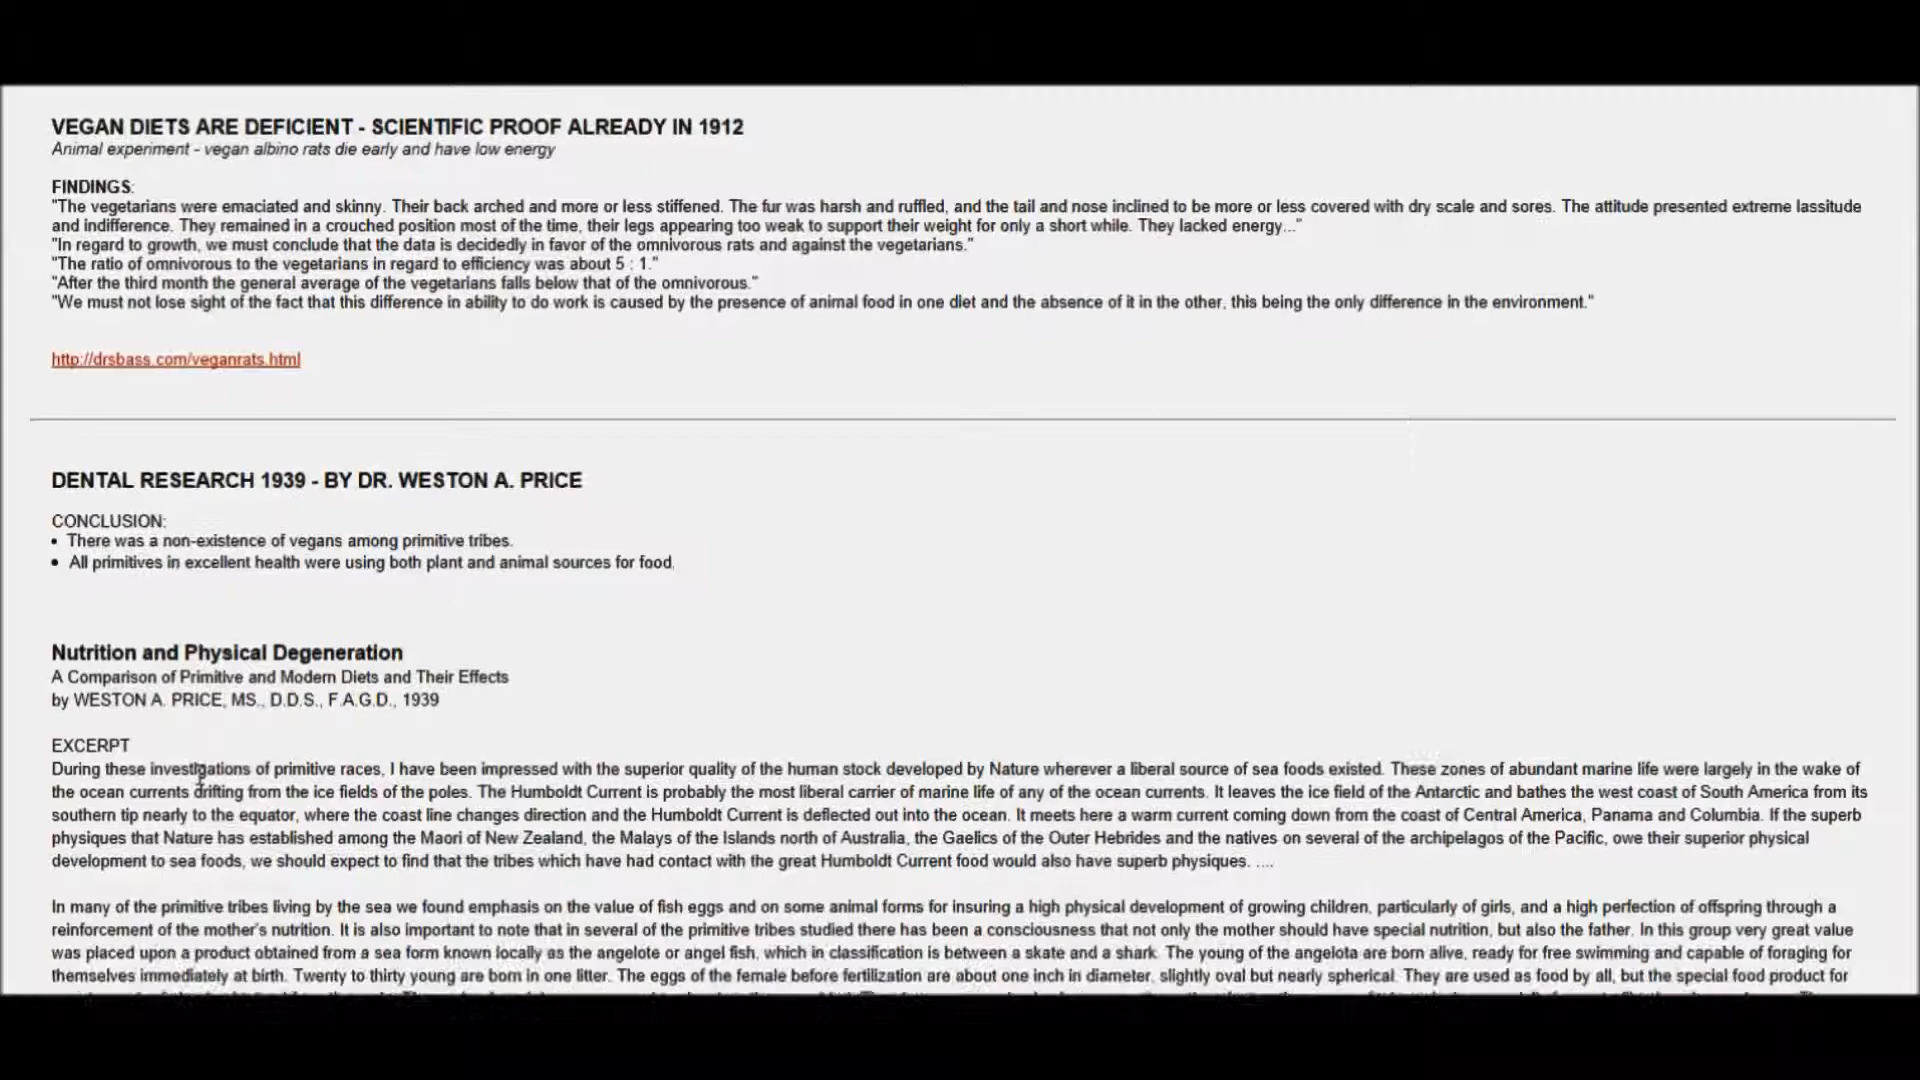 VEGAN DIETS ARE DEFICIENT - SCIENTIFIC PROOF ALREADY IN 1912
Animal experiment - vegan albino rats die early and have low energy
FINDINGS:
"The vegetarians were emaciated and skinny. Their back arched and more or less stiffened. The fur was harsh and ruffled, and the tail and nose inclined to be more or less covered with dry scale and sores. The attitude presented extreme lassitude
and indifference. They remained in a crouched position most of the time, their legs appearing too weak to support their weight for only a short while. They lacked energy..."
"In regard to growth, we must conclude that the data is decidedly in favor of the omnivorous rats and against the vegetarians."
"The ratio of omnivorous to the vegetarians in regard to efficiency was about 5 : 1."
"After the third month the general average of the vegetarians falls below that of the omnivorous."
"We must not lose sight of the fact that this difference in ability to do work is caused by the presence of animal food in one diet and the absence of it in the other, this being the only difference in the environment."
http://drsbass.com/veganrats.html
DENTAL RESEARCH 1939 - BY DR. WESTON A. PRICE
CONCLUSION:
• There was a non-existence of vegans among primitive tribes.
• All primitives in excellent health were using both plant and animal sources for food.
Nutrition and Physical Degeneration
A Comparison of Primitive and Modern Diets and Their Effects
by WESTON A. PRICE, MS., D.D.S., F.A.G.D., 1939
EXCERPT
During these investigations of primitive races, I have been impressed with the superior quality of the human stock developed by Nature wherever a liberal source of sea foods existed. These zones of abundant marine life were largely in the wake of
the ocean currents drifting from the ice fields of the poles. The Humboldt Current is probably the most liberal carrier of marine life of any of the ocean currents. It leaves the ice field of the Antarctic and bathes the west coast of South America from its
southern tip nearly to the equator, where the coast line changes direction and the Humboldt Current is deflected out into the ocean. It meets here a warm current coming down from the coast of Central America, Panama and Columbia. If the superb
physiques that Nature has established among the Maori of New Zealand, the Malays of the Islands north of Australia, the Gaelics of the Outer Hebrides and the natives on several of the archipelagos of the Pacific, owe their superior physical
development to sea foods, we should expect to find that the tribes which have had contact with the great Humboldt Current food would also have superb physiques. ....
In many of the primitive tribes living by the sea we found emphasis on the value of fish eggs and on some animal forms for insuring a high physical development of growing children, particularly of girls, and a high perfection of offspring through a
reinforcement of the mother's nutrition. It is also important to note that in several of the primitive tribes studied there has been a consciousness that not only the mother should have special nutrition, but also the father. In this group very great value
was placed upon a product obtained from a sea form known locally as the angelote or angel fish, which in classification is between a skate and a shark. The young of the angelota are born alive, ready for free swimming and capable of foraging for
themselves immediately at birth. Twenty to thirty young are born in one litter. The eggs of the female before fertilization are about one inch in diameter, slightly oval but nearly spherical. They are used as food by all, but the special food product for